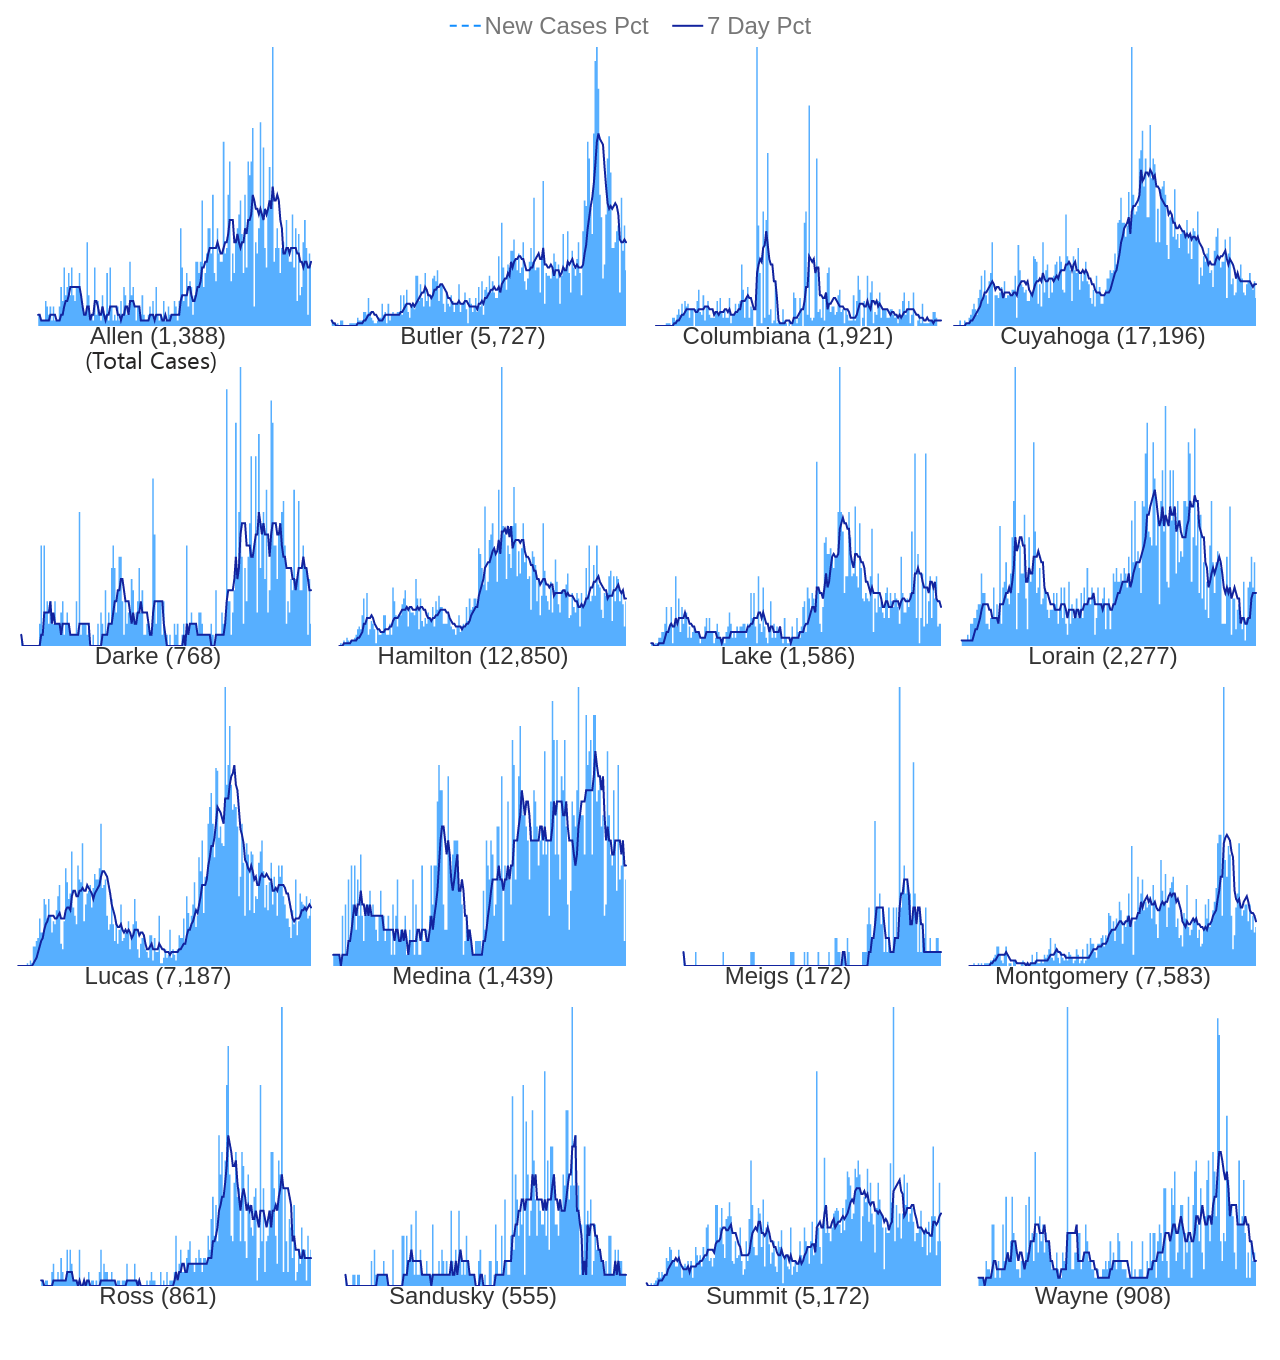 New Cases Pct 7 Day Pct
Allen (1,388) Butler (5,727) Columbiana (1,921) Cuyahoga (17,196)
(Total Cases)
Darke (768) Hamilton (12,850) Lake (1,586) Lorain (2,277)
Lucas (7,187) Medina (1,439) Meigs (172) Montgomery (7,583)
Ross (861) Sandusky (555) Summit (5,172) Wayne (908)